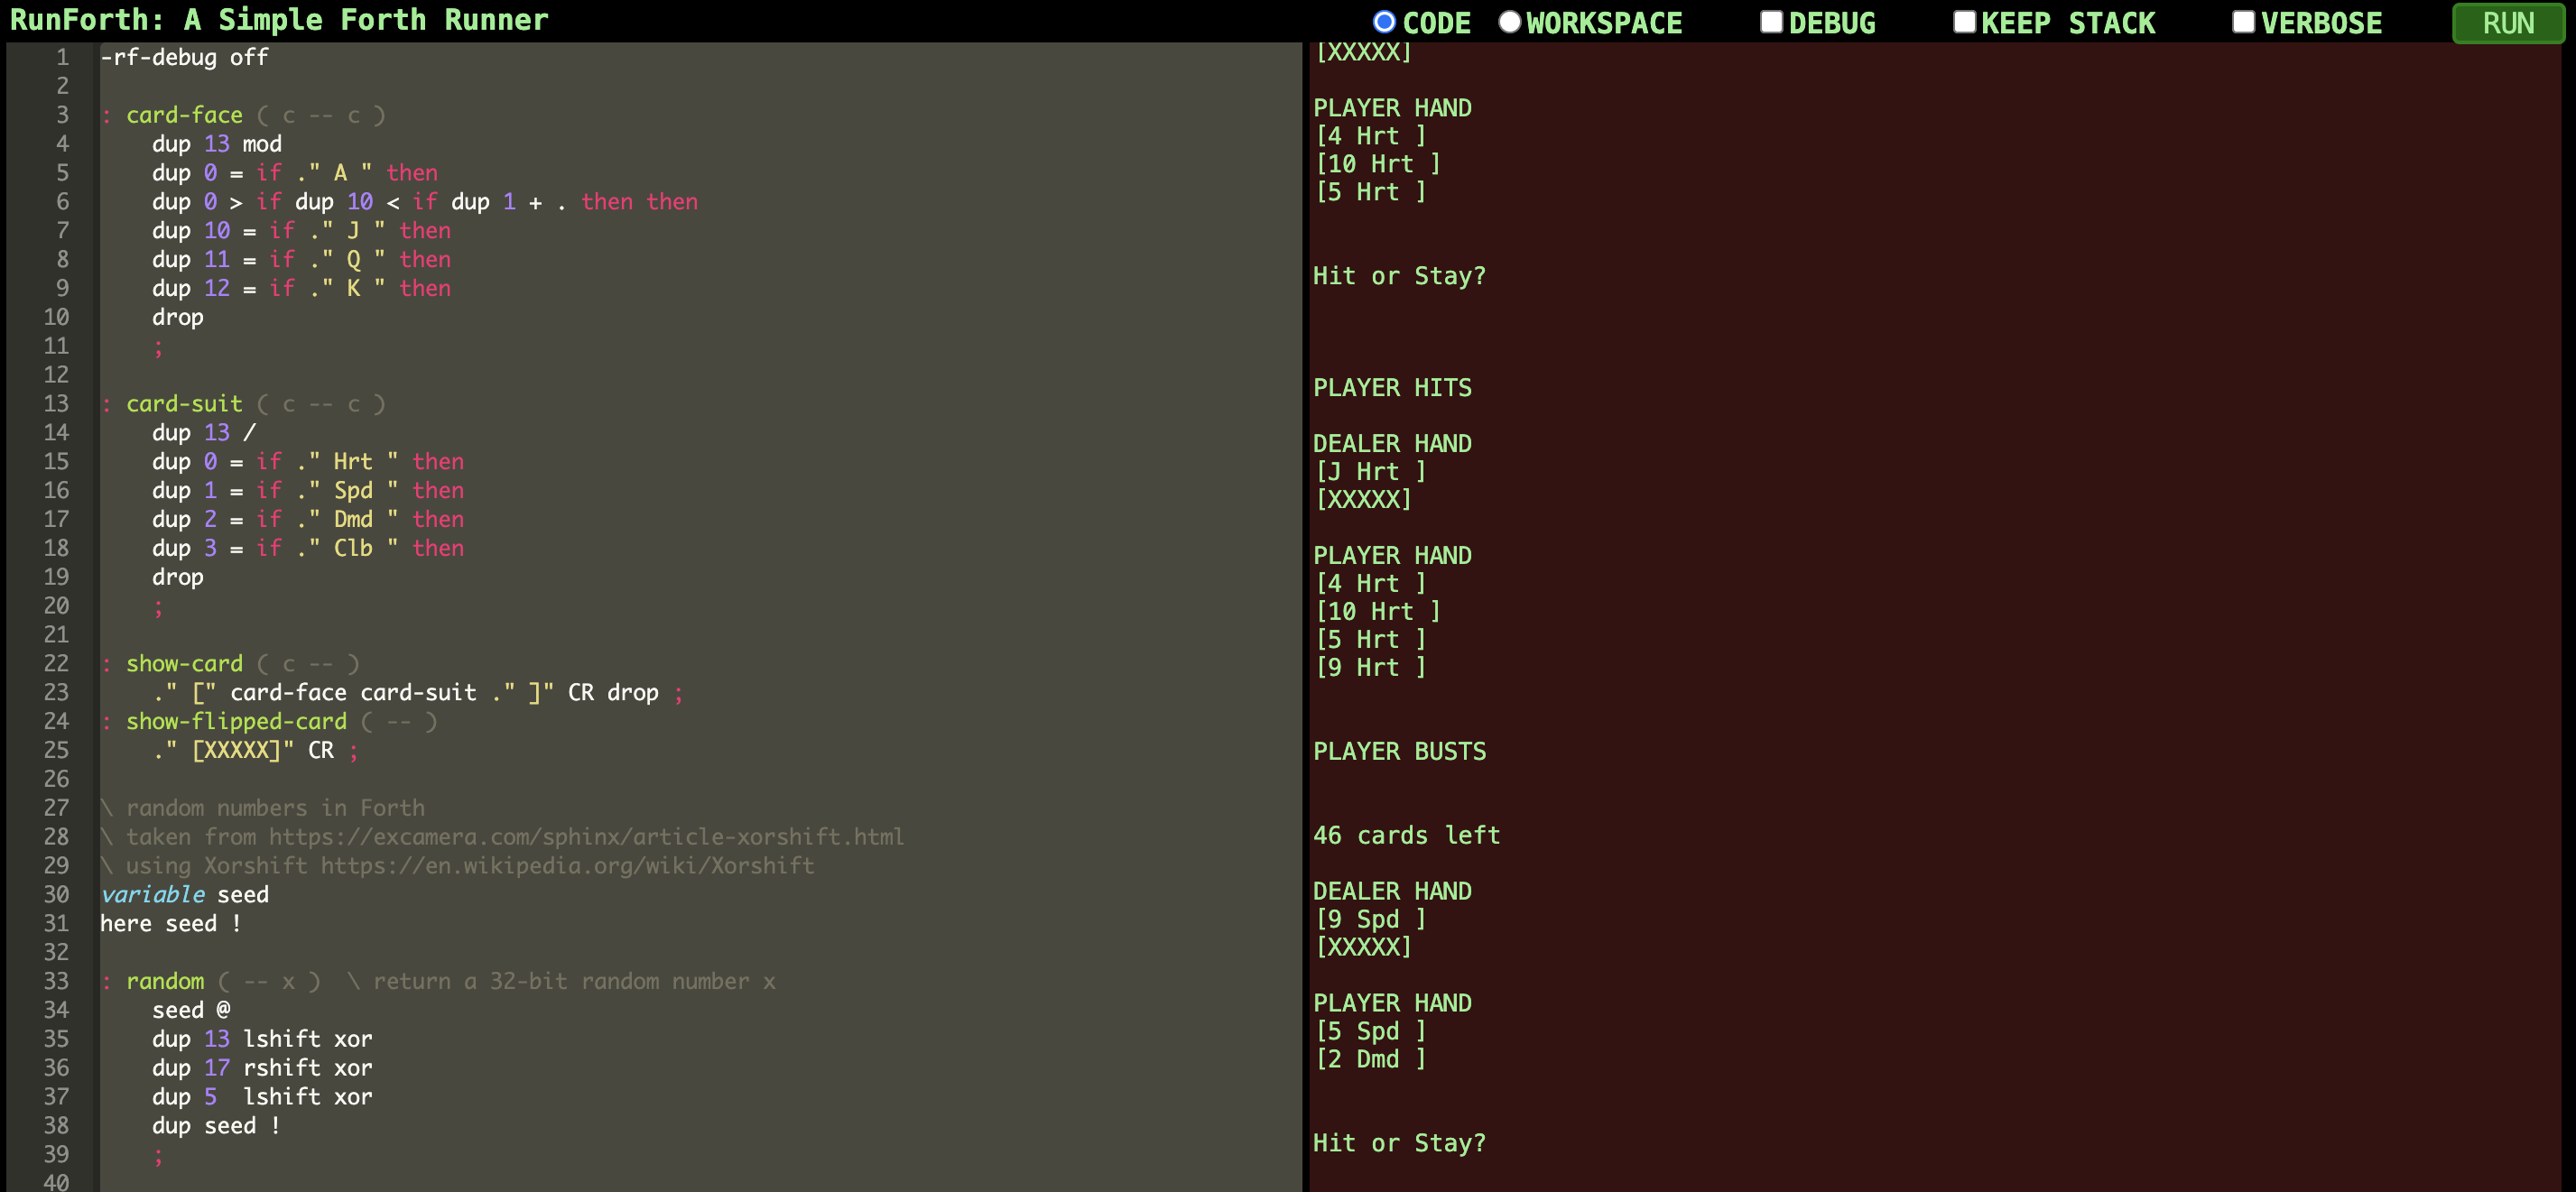 RunForth: A Simple Forth Runner
CODE WORKSPACE DEBUG KEEP STACK VERBOSE RUN
1 -rf-debug off
2
3 : card-face ( c -- c )
4 dup 13 mod
5 dup 0 = if ." A " then
6 dup 0 > if dup 10 < if dup 1 + . then then
7 dup 10 = if ." J " then
8 dup 11 = if ." Q " then
9 dup 12 = if ." K " then
10 drop
11 ;
12
13 : card-suit ( c -- c )
14 dup 13 /
15 dup 0 = if ." Hrt " then
16 dup 1 = if ." Spd " then
17 dup 2 = if ." Dmd " then
18 dup 3 = if ." Clb " then
19 drop
20 ;
21
22 : show-card ( c -- )
23 ." [" card-face card-suit ." ]" CR drop ;
24 : show-flipped-card ( -- )
25 ." [XXXXX]" CR ;
26
27 \ random numbers in Forth
28 \ taken from https://excamera.com/sphinx/article-xorshift.html
29 \ using Xorshift https://en.wikipedia.org/wiki/Xorshift
30 variable seed
31 here seed !
32
33 : random ( -- x )  \ return a 32-bit random number x
34 seed @
35 dup 13 lshift xor
36 dup 17 rshift xor
37 dup 5  lshift xor
38 dup seed !
39 ;
40
[XXXXX]
PLAYER HAND
[4 Hrt ]
[10 Hrt ]
[5 Hrt ]
Hit or Stay?
PLAYER HITS
DEALER HAND
[J Hrt ]
[XXXXX]
PLAYER HAND
[4 Hrt ]
[10 Hrt ]
[5 Hrt ]
[9 Hrt ]
PLAYER BUSTS
46 cards left
DEALER HAND
[9 Spd ]
[XXXXX]
PLAYER HAND
[5 Spd ]
[2 Dmd ]
Hit or Stay?